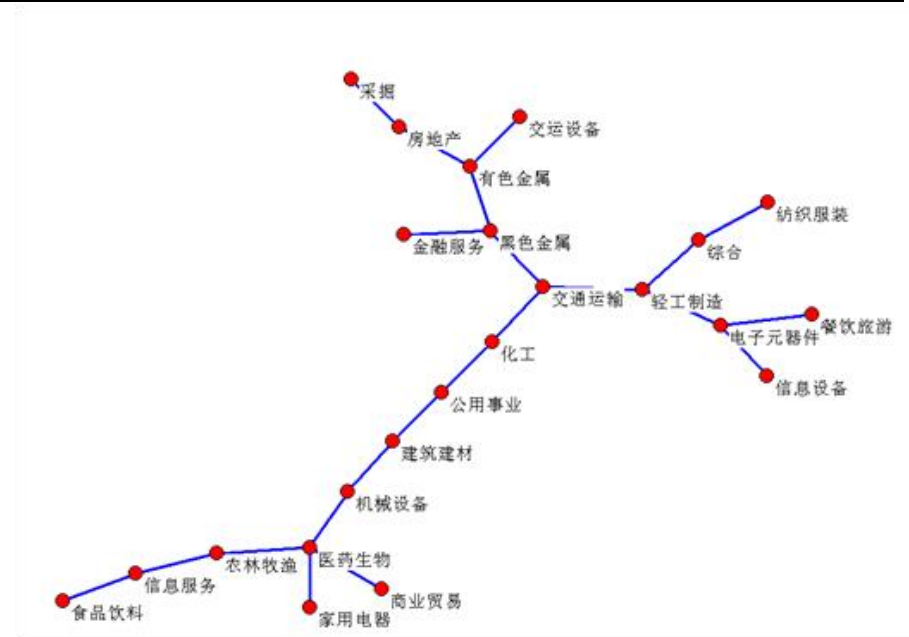 采掘
交运设备
房地产
有色金属
纺织服装
黑色金属
金融服务
综合
交通运输
轻工制造
餐饮旅游
电子元器件
化工
信息设备
公用事业
建筑建材
机械设备
医药生物
农林牧渔
信息服务
商业贸易
食品饮料
家用电器